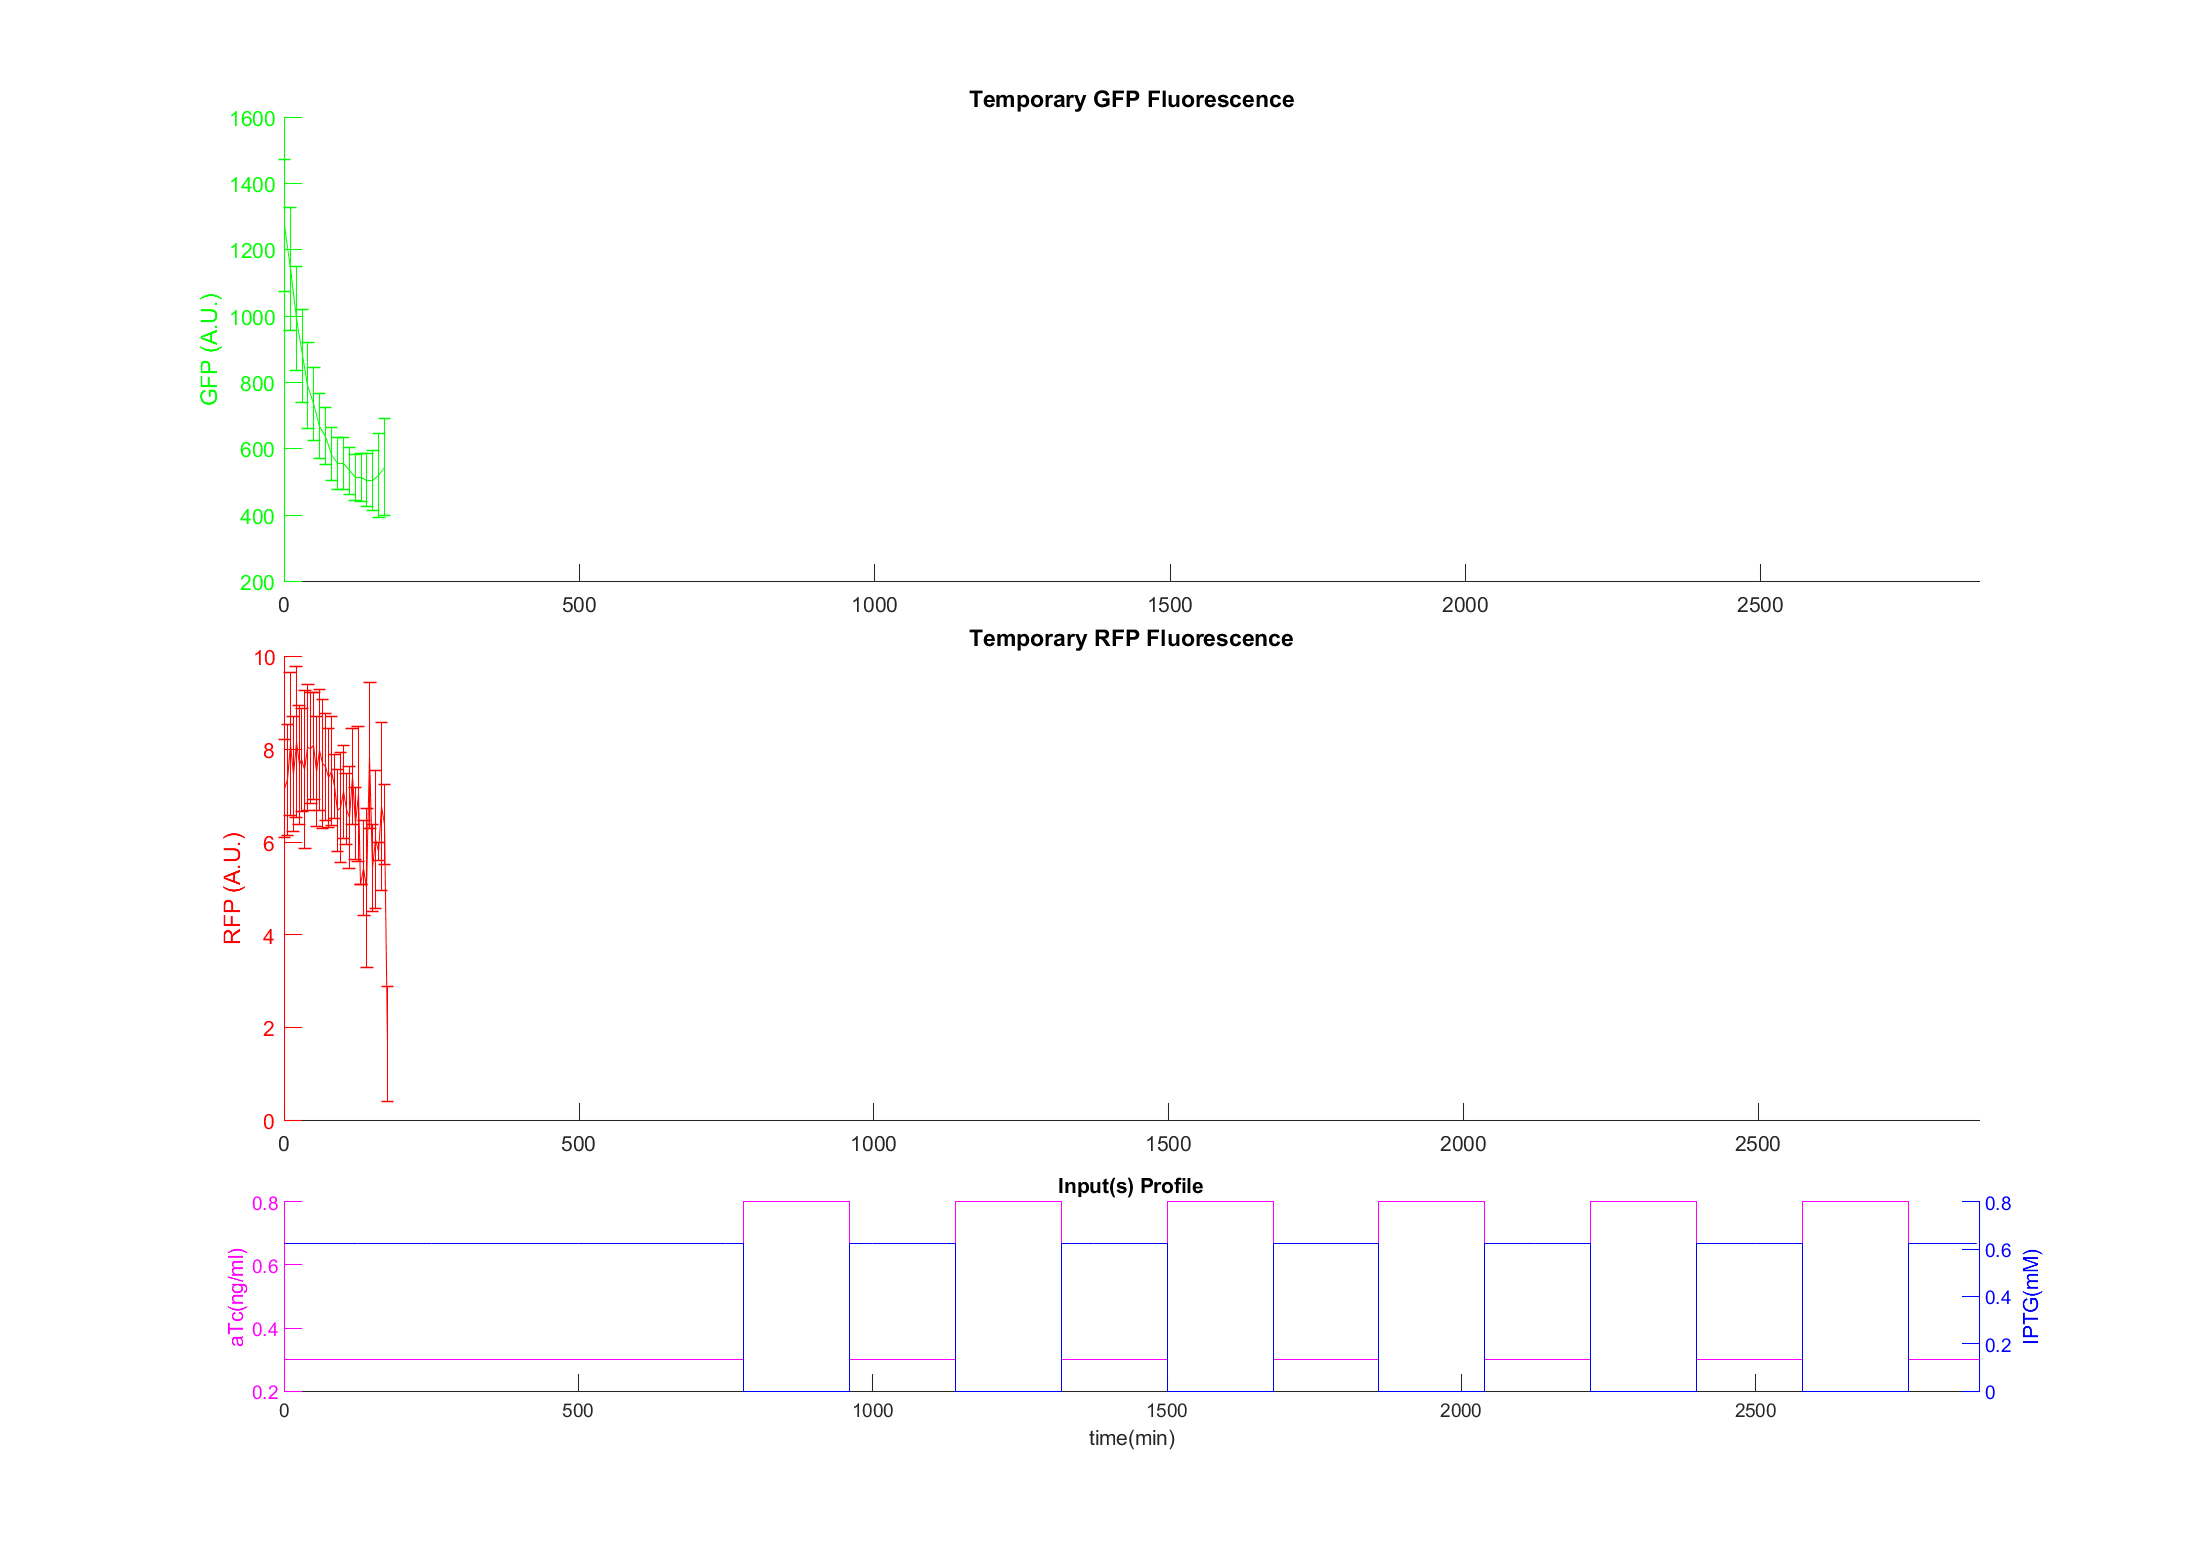 Temporary GFP Fluorescence
1600
1400
1200
1000
800
600
400
200
GFP (A.U.)
0 500 1000 1500 2000 2500
Temporary RFP Fluorescence
10
8
6
4
2
0
RFP (A.U.)
0 500 1000 1500 2000 2500
Input(s) Profile
0.8
0.6
0.4
0.2
aTc(ng/ml)
0.8
0.6
0.4
0.2
0
IPTG(mM)
0 500 1000 1500 2000 2500
time(min)